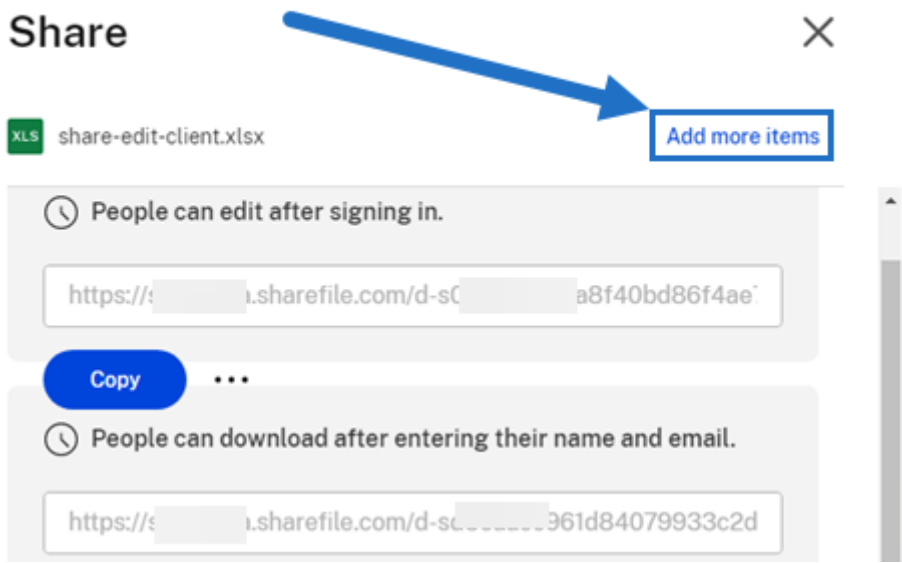 Share
XLS share-edit-client.xlsx Add more items
People can edit after signing in.
https:// .sharefile.com/d-s a8f40bd86f4ae
Copy ...
People can download after entering their name and email.
https:// .sharefile.com/d-s 961d84079933c2d